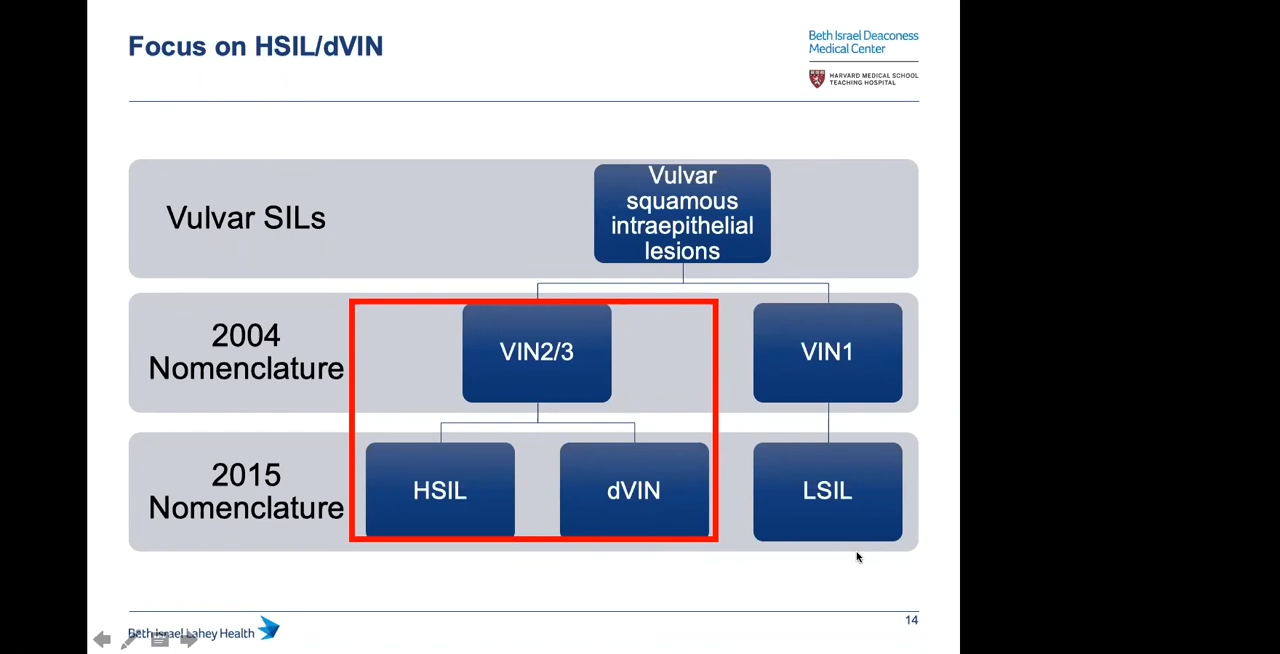 Focus on HSIL/dVIN
Beth Israel Deaconess
Medical Center
HARVARD MEDICAL SCHOOL
TEACHING HOSPITAL
Vulvar SILs
Vulvar
squamous
intraepithelial
lesions
2004
Nomenclature
VIN2/3
VIN1
2015
Nomenclature
HSIL
dVIN
LSIL
Beth Israel Lahey Health
14